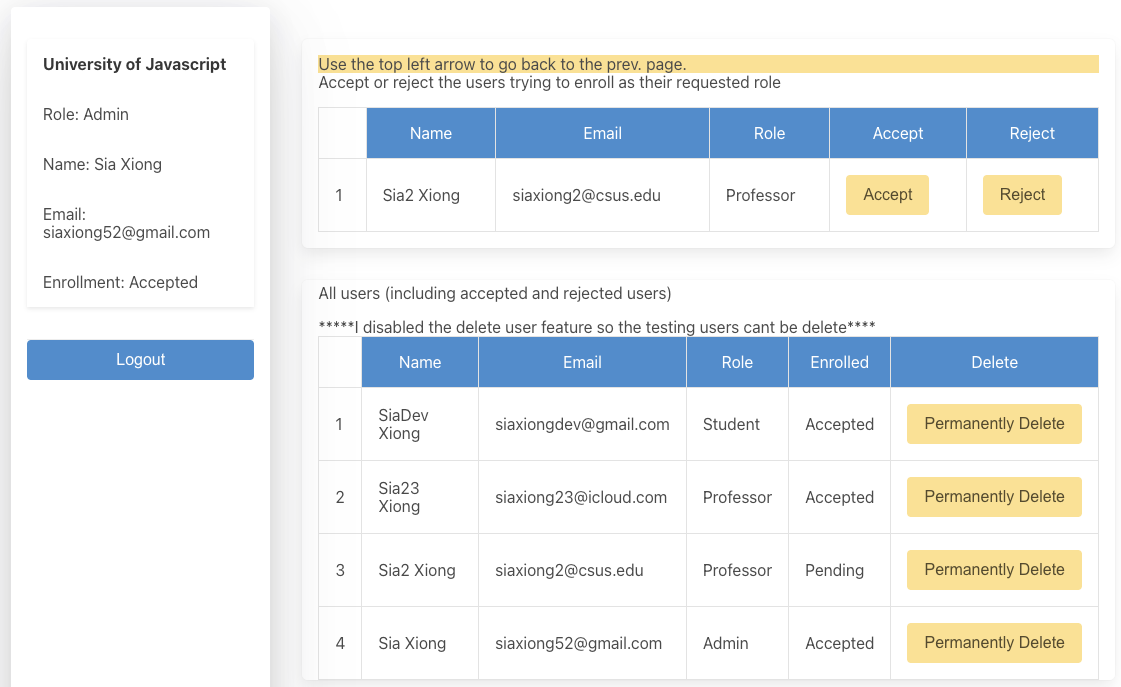 University of Javascript
Role: Admin
Name: Sia Xiong
Email:
siaxiong52@gmail.com
Enrollment: Accepted
Logout
Use the top left arrow to go back to the prev. page.
Accept or reject the users trying to enroll as their requested role
Name Email Role Accept Reject
1 Sia2 Xiong siaxiong2@csus.edu Professor Accept Reject
All users (including accepted and rejected users)
*****I disabled the delete user feature so the testing users cant be delete****
Name Email Role Enrolled Delete
1 SiaDev Xiong siaxiongdev@gmail.com Student Accepted Permanently Delete
2 Sia23 Xiong siaxiong23@icloud.com Professor Accepted Permanently Delete
3 Sia2 Xiong siaxiong2@csus.edu Professor Pending Permanently Delete
4 Sia Xiong siaxiong52@gmail.com Admin Accepted Permanently Delete